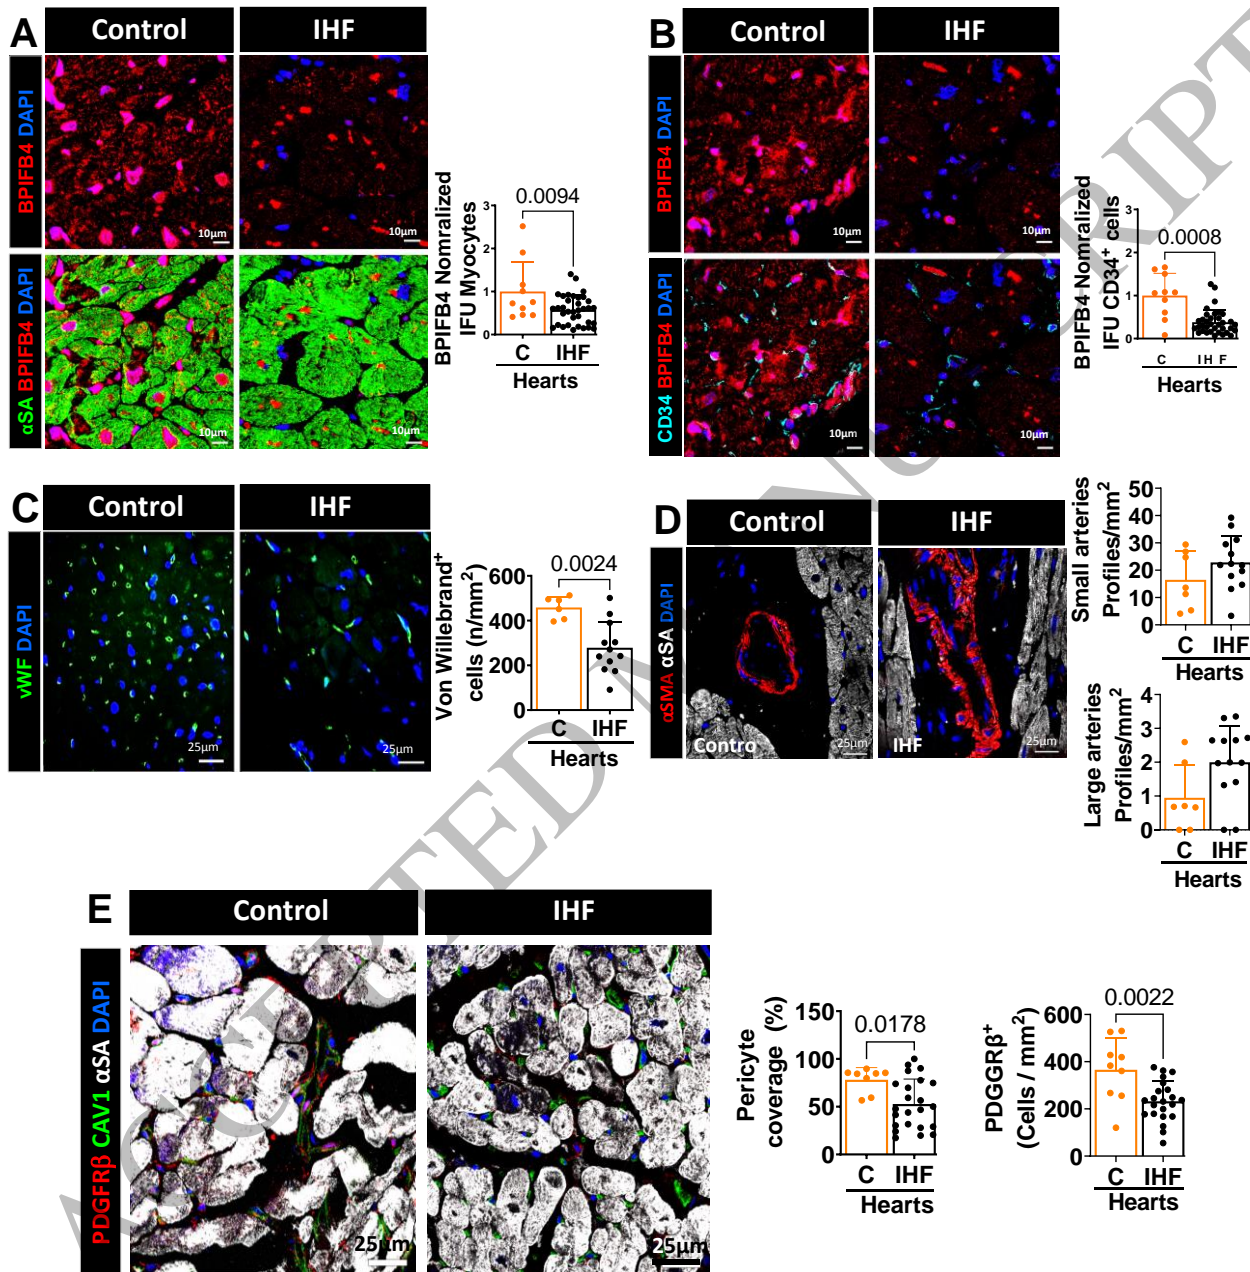 A
Control
IHF
BPIFB4 DAPI
10µm
10µm
αSA BPIFB4 DAPI
10µm
10µm
BPIFB4 Nomralized
IFU Myocytes
0.0094
3
2
1
0
C
IHF
Hearts
B
Control
IHF
BPIFB4 DAPI
10µm
10µm
CD34 BPIFB4 DAPI
10µm
10µm
BPIFB4 Nomralized
IFU CD34+ cells
0.0008
3
2
1
0
C
I H F
Hearts
C
Control
IHF
vWF DAPI
25µm
25µm
Von Willebrand+
cells (n/mm2)
0.0024
600
400
200
0
C
IHF
Hearts
D
Control
IHF
αSMA αSA DAPI
Contro
25µm
IHF
25µm
Small arteries
Profiles/mm2
50
40
30
20
10
0
C
IHF
Hearts
Large arteries
Profiles/mm2
4
3
2
1
0
C
IHF
Hearts
E
Control
IHF
PDGFRβ CAV1 αSA DAPI
25µm
25µm
Pericyte
coverage (%)
0.0178
150
100
50
0
C
IHF
Hearts
PDGGRβ+
(Cells / mm2)
0.0022
600
400
200
0
C
IHF
Hearts
ACCEPTED MANUSCRIPT